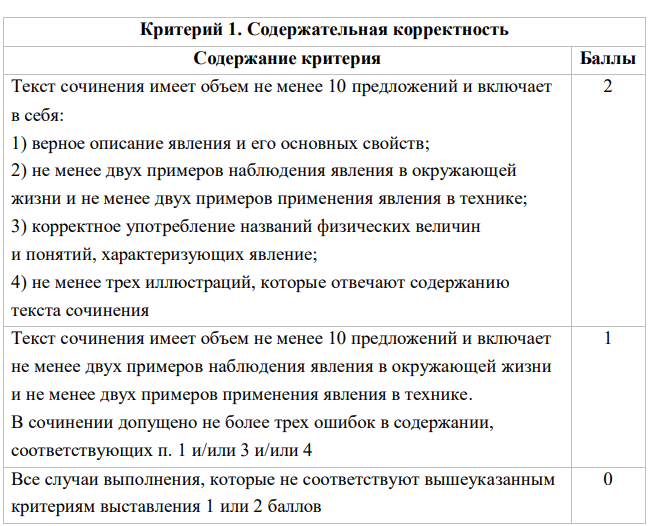 Критерий 1. Содержательная корректность
Содержание критерия Баллы
Текст сочинения имеет объем не менее 10 предложений и включает 2
в себя:
1) верное описание явления и его основных свойств;
2) не менее двух примеров наблюдения явления в окружающей
жизни и не менее двух примеров применения явления в технике;
3) корректное употребление названий физических величин
и понятий, характеризующих явление;
4) не менее трех иллюстраций, которые отвечают содержанию
текста сочинения
Текст сочинения имеет объем не менее 10 предложений и включает 1
не менее двух примеров наблюдения явления в окружающей жизни
и не менее двух примеров применения явления в технике.
В сочинении допущено не более трех ошибок в содержании,
соответствующих п. 1 и/или 3 и/или 4
Все случаи выполнения, которые не соответствуют вышеуказанным 0
критериям выставления 1 или 2 баллов